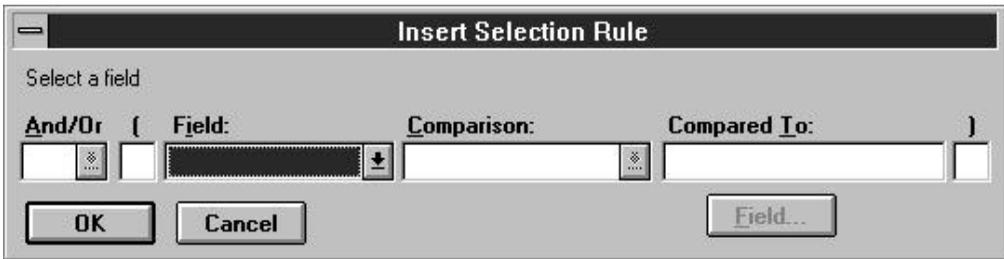 Insert Selection Rule
Select a field
And/Or ( Field: Comparison: Compared To: )
OK Cancel Field...